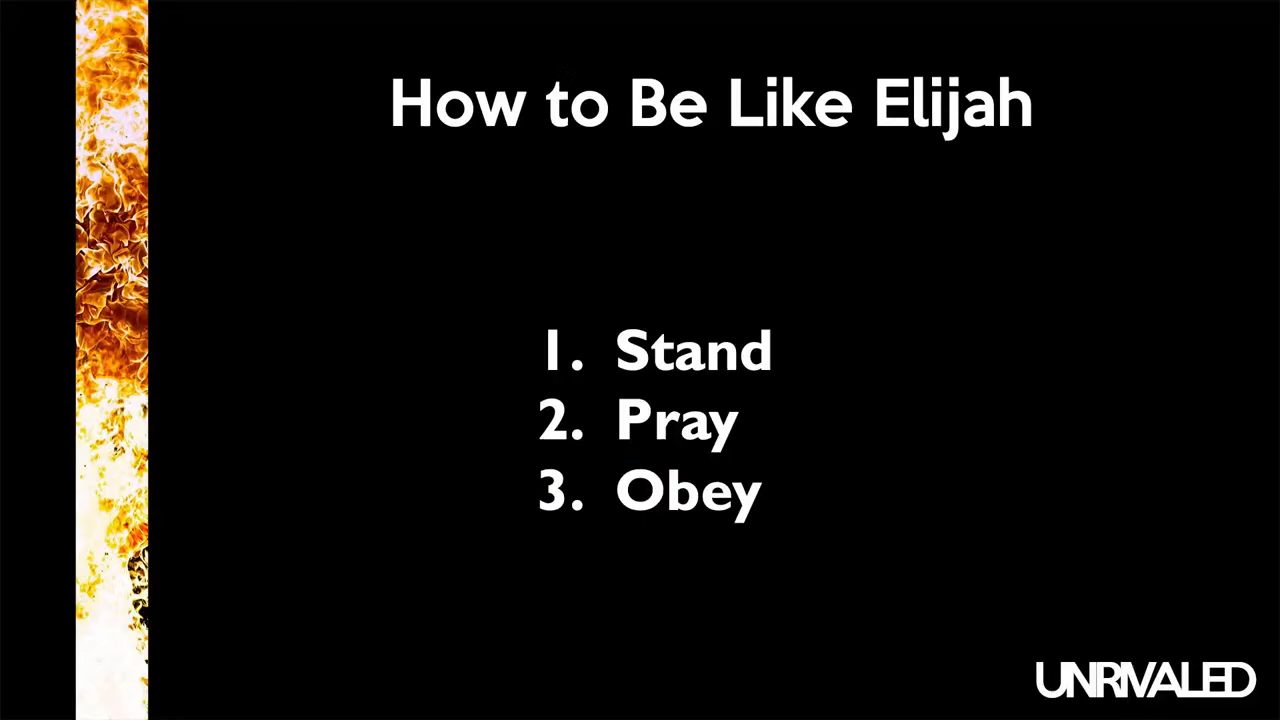 How to Be Like Elijah
1. Stand
2. Pray
3. Obey
UNRIVALED